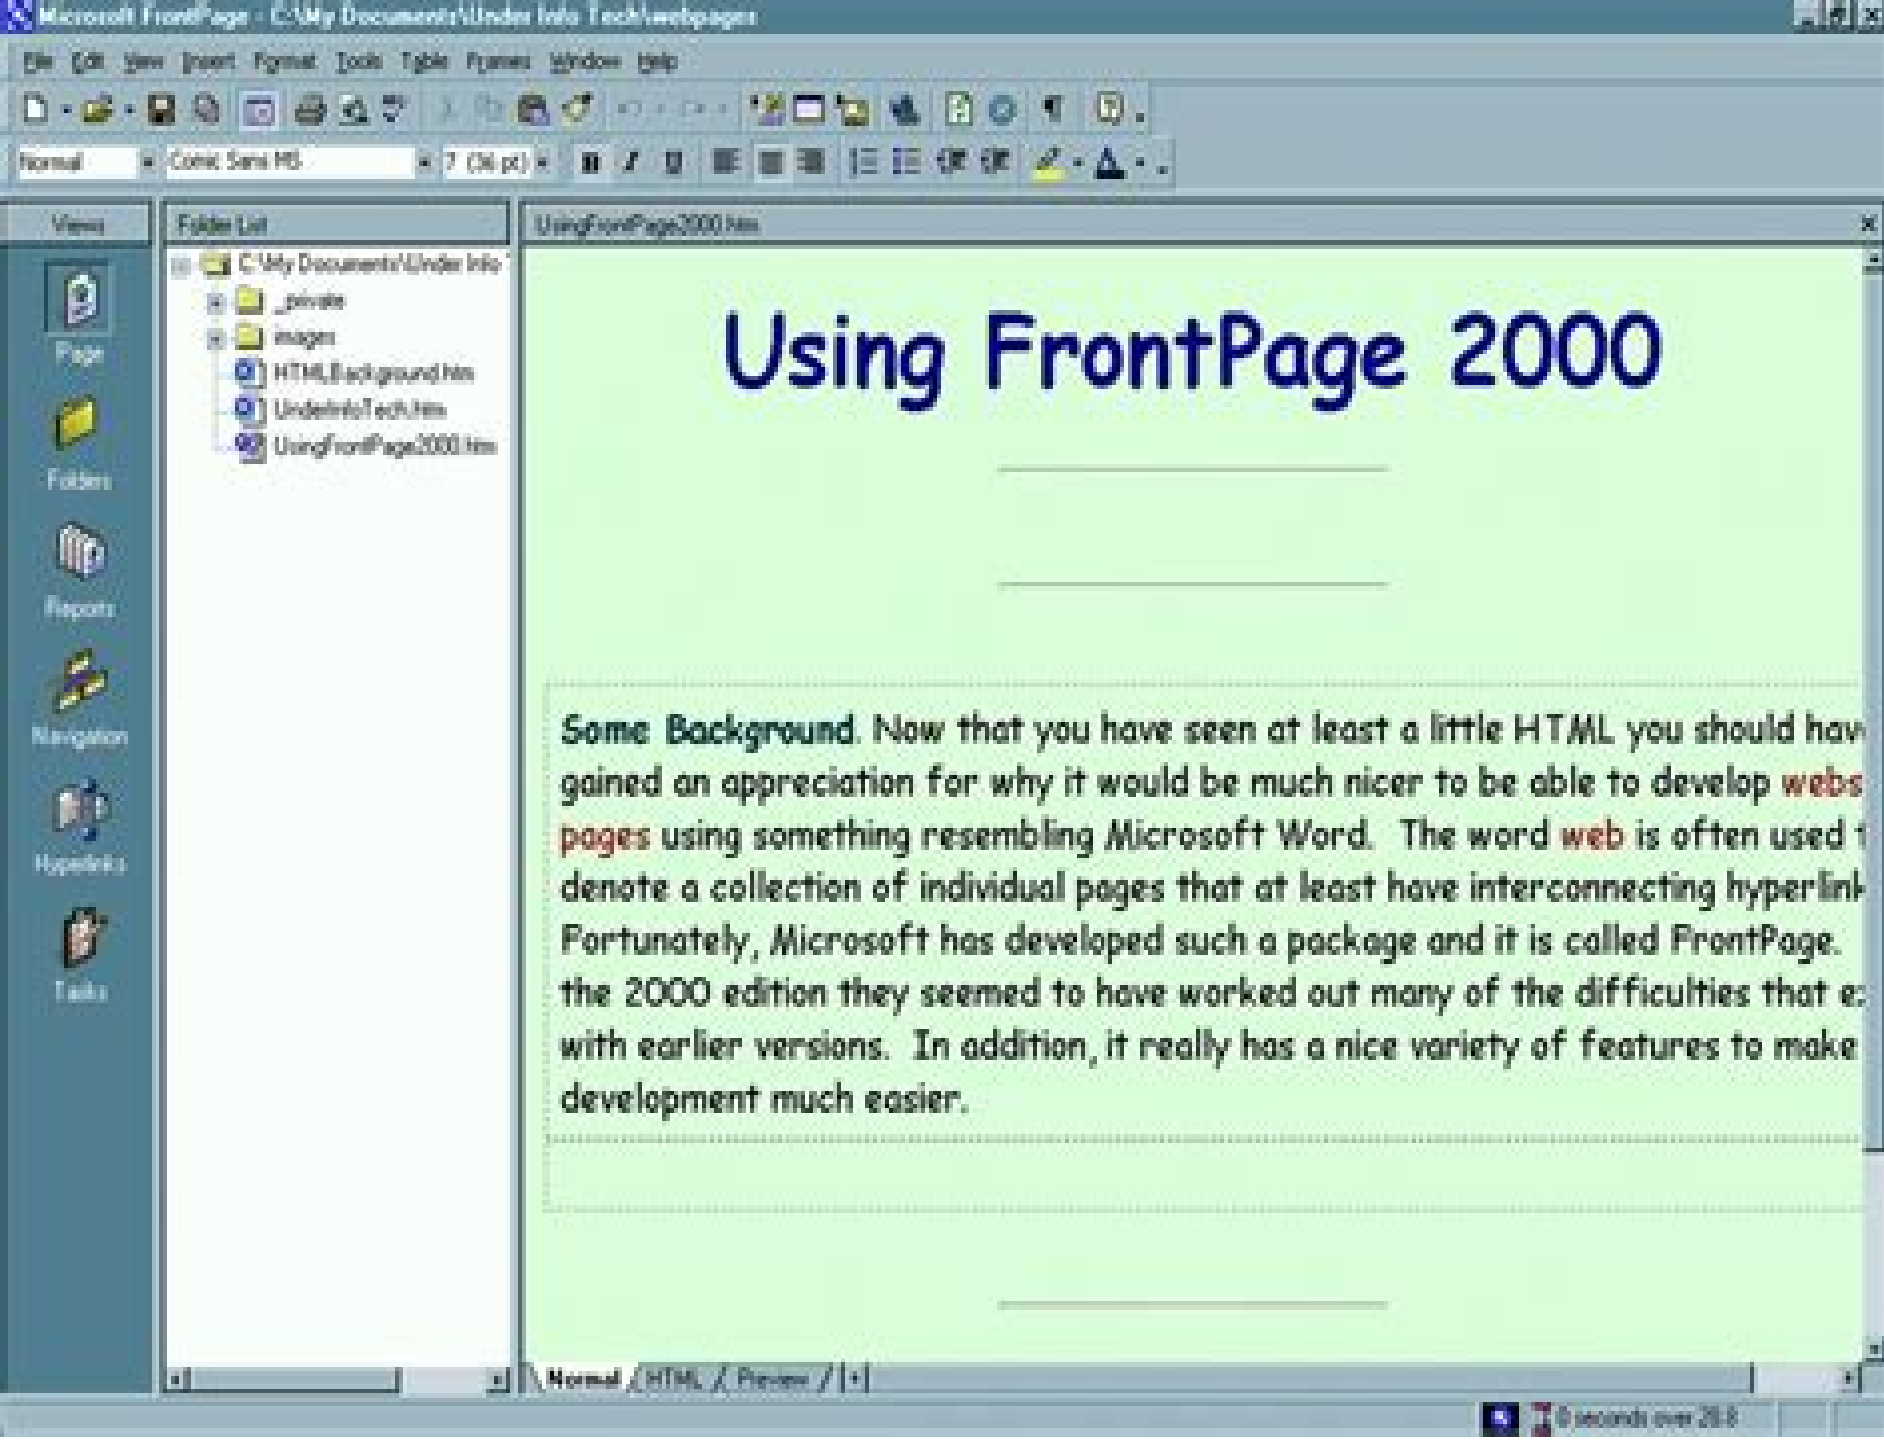 Microsoft FrontPage - C:\My Documents\Under Info Tech\webpages
File Edit View Insert Format Tools Table Frames Window Help
Normal Comic Sans MS 7 (36 pt) B I U A
Views
Page
Folders
Reports
Navigation
Hyperlinks
Tasks
Folder List
C:\My Documents\Under Info
_private
images
HTMLBackground.htm
UnderInfoTech.htm
UsingFrontPage2000.htm
UsingFrontPage2000.htm
Using FrontPage 2000
Some Background. Now that you have seen at least a little HTML you should hav
gained an appreciation for why it would be much nicer to be able to develop webs
pages using something resembling Microsoft Word. The word web is often used t
denote a collection of individual pages that at least have interconnecting hyperlink
Fortunately, Microsoft has developed such a package and it is called FrontPage.
the 2000 edition they seemed to have worked out many of the difficulties that ex
with earlier versions. In addition, it really has a nice variety of features to make
development much easier.
Normal HTML Preview
0 seconds over 28.8